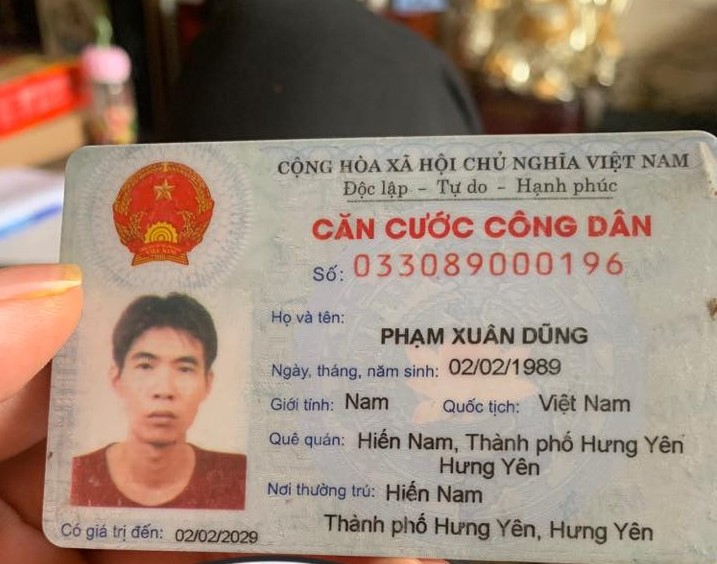 CỘNG HÒA XÃ HỘI CHỦ NGHĨA VIỆT NAM
Độc lập - Tự do - Hạnh phúc
CĂN CƯỚC CÔNG DÂN
Số: 033089000196
Họ và tên:
PHẠM XUÂN DŨNG
Ngày, tháng, năm sinh: 02/02/1989
Giới tính: Nam Quốc tịch: Việt Nam
Quê quán: Hiến Nam, Thành phố Hưng Yên
Hưng Yên
Nơi thường trú: Hiến Nam
Thành phố Hưng Yên, Hưng Yên
Có giá trị đến: 02/02/2029